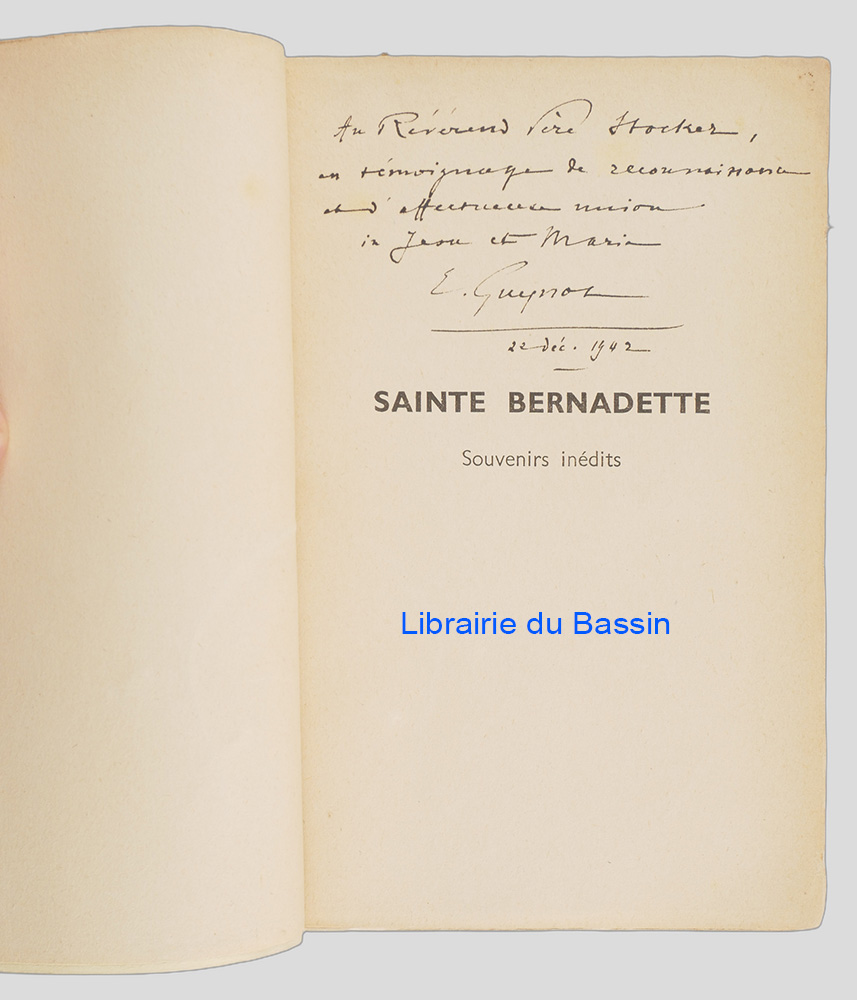 Au Révérend Père Stocker,
en témoignage de reconnaissance
et d'affectueuse union
in Jesu et Maria
E. Guynot
22 déc. 1942
SAINTE BERNADETTE
Souvenirs inédits
Librairie du Bassin